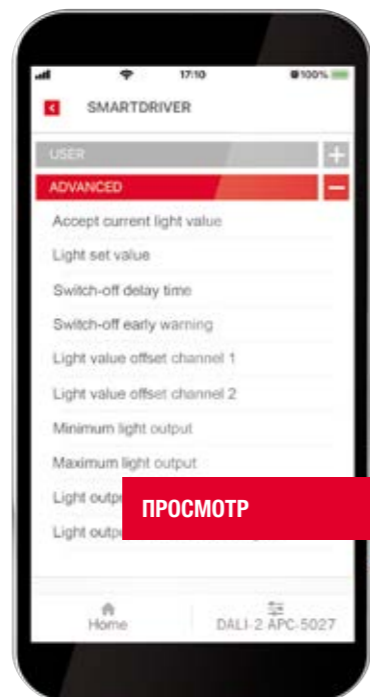 17:10
100%
SMARTDRIVER
USER
ADVANCED
Accept current light value
Light set value
Switch-off delay time
Switch-off early warning
Light value offset channel 1
Light value offset channel 2
Minimum light output
Maximum light output
Light
ПРОСМОТР
Light
Home
DALI-2 APC-5027